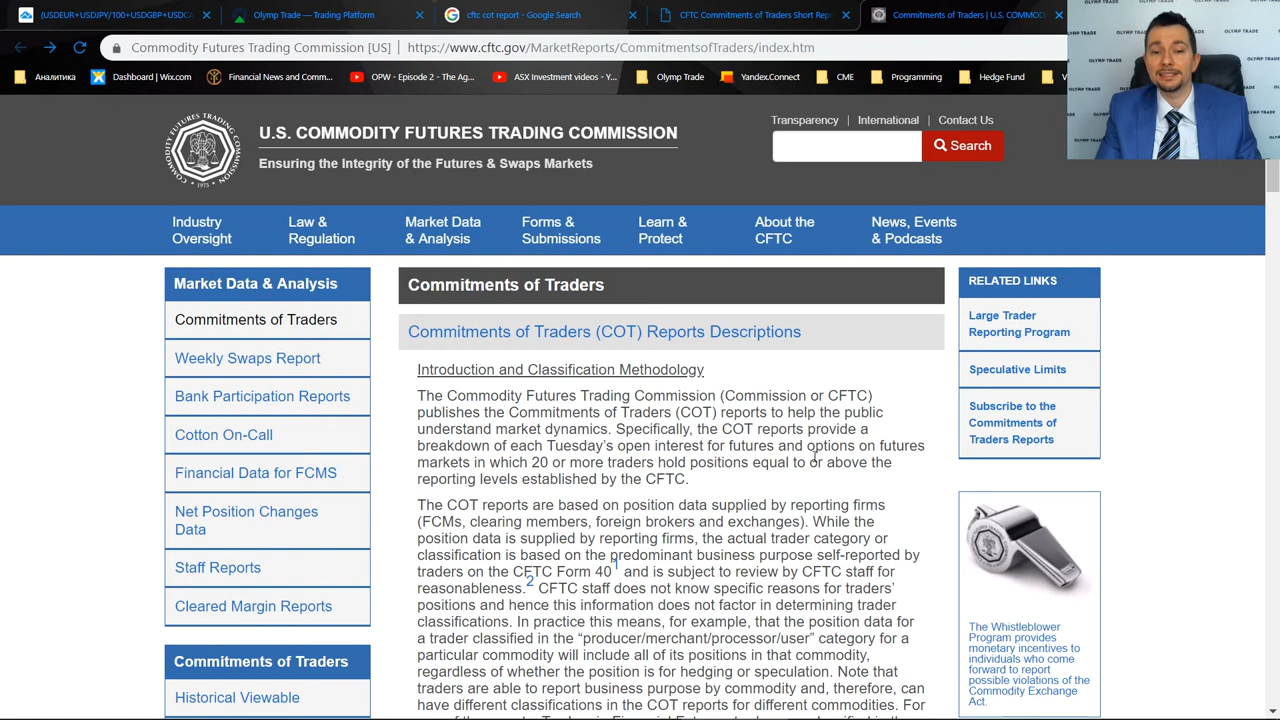 (USDEUR+USDJPY/100+USDGBP+USDCA
Olymp Trade — Trading Platform
cftc cot report - Google Search
CFTC Commitments of Traders Short Rep
Commitments of Traders | U.S. COMMOD
Commodity Futures Trading Commission [US] | 
Reports/CommitmentsofTraders/index.htm
Аналитика
Dashboard | Wix.com
Financial News and Comm...
OPW - 2 - The Ag...
ASX Investor Videos - Y...
Olymp Trade
Yandex.Connect
CME
Programming
Hedge Fund
OLYMP TRADE
U.S. COMMODITY FUTURES TRADING COMMISSION
Ensuring the Integrity of the Futures & Swaps Markets
1975
Transparency | International | Contact Us
Search
Industry
Oversight
Law &
Regulation
Market Data
& Analysis
Forms &
Submissions
Learn &
Protect
About the
CFTC
News, Events
& Podcasts
Market Data & Analysis
Commitments of Traders
Weekly Swaps Report
Bank Participation Reports
Cotton On-Call
Financial Data for FCMS
Net Position Changes
Data
Staff Reports
Cleared Margin Reports
Commitments of Traders
Historical Viewable
Commitments of Traders
Commitments of Traders (COT) Reports Descriptions
Introduction and Classification Methodology
The Commodity Futures Trading Commission (Commission or CFTC)
publishes the Commitments of Traders (COT) reports to help the public
understand market dynamics. Specifically, the COT reports provide a
breakdown of each Tuesday's open interest for futures and options on futures
markets in which 20 or more traders hold positions equal to or above the
reporting levels established by the CFTC.
The COT reports are based on position data supplied by reporting firms
(FCMs, clearing members, foreign brokers and exchanges). While the
position data is supplied by reporting firms, the actual trader category or
classification is based on the predominant business purpose self-reported by
traders on the CFTC Form 40¹ and is subject to review by CFTC staff for
reasonableness.² CFTC staff does not know specific reasons for traders'
positions and hence this information does not factor in determining trader
classifications. In practice this means, for example, that the position data for
a trader classified in the “producer/merchant/processor/user” category for a
particular commodity will include all of its positions in that commodity,
regardless of whether the position is for hedging or speculation. Note that
traders are able to report business purpose by commodity and, therefore, can
have different classifications in the COT reports for different commodities. For
RELATED LINKS
Large Trader
Reporting Program
Speculative Limits
Subscribe to the
Commitments of
Traders Reports
The Whistleblower
Program provides
monetary incentives to
individuals who come
forward to report
possible violations of the
Commodity Exchange
Act.